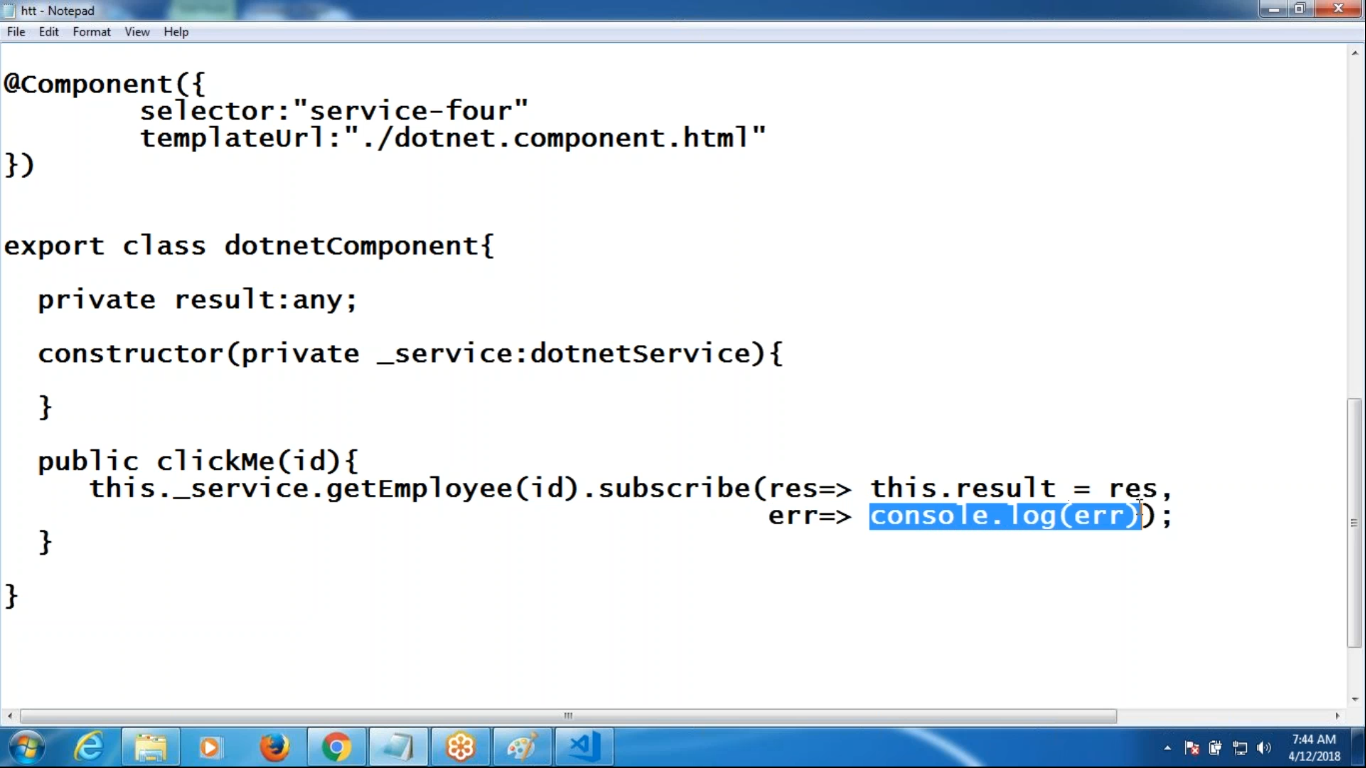 htt - Notepad
File Edit Format View Help
@Component({
selector:"service-four"
templateUrl:"./dotnet.component.html"
})
export class dotnetComponent{
private result:any;
constructor(private _service:dotnetService){
}
public clickMe(id){
this._service.getEmployee(id).subscribe(res=> this.result = res,
err=> console.log(err));
}
}
7:44 AM
4/12/2018